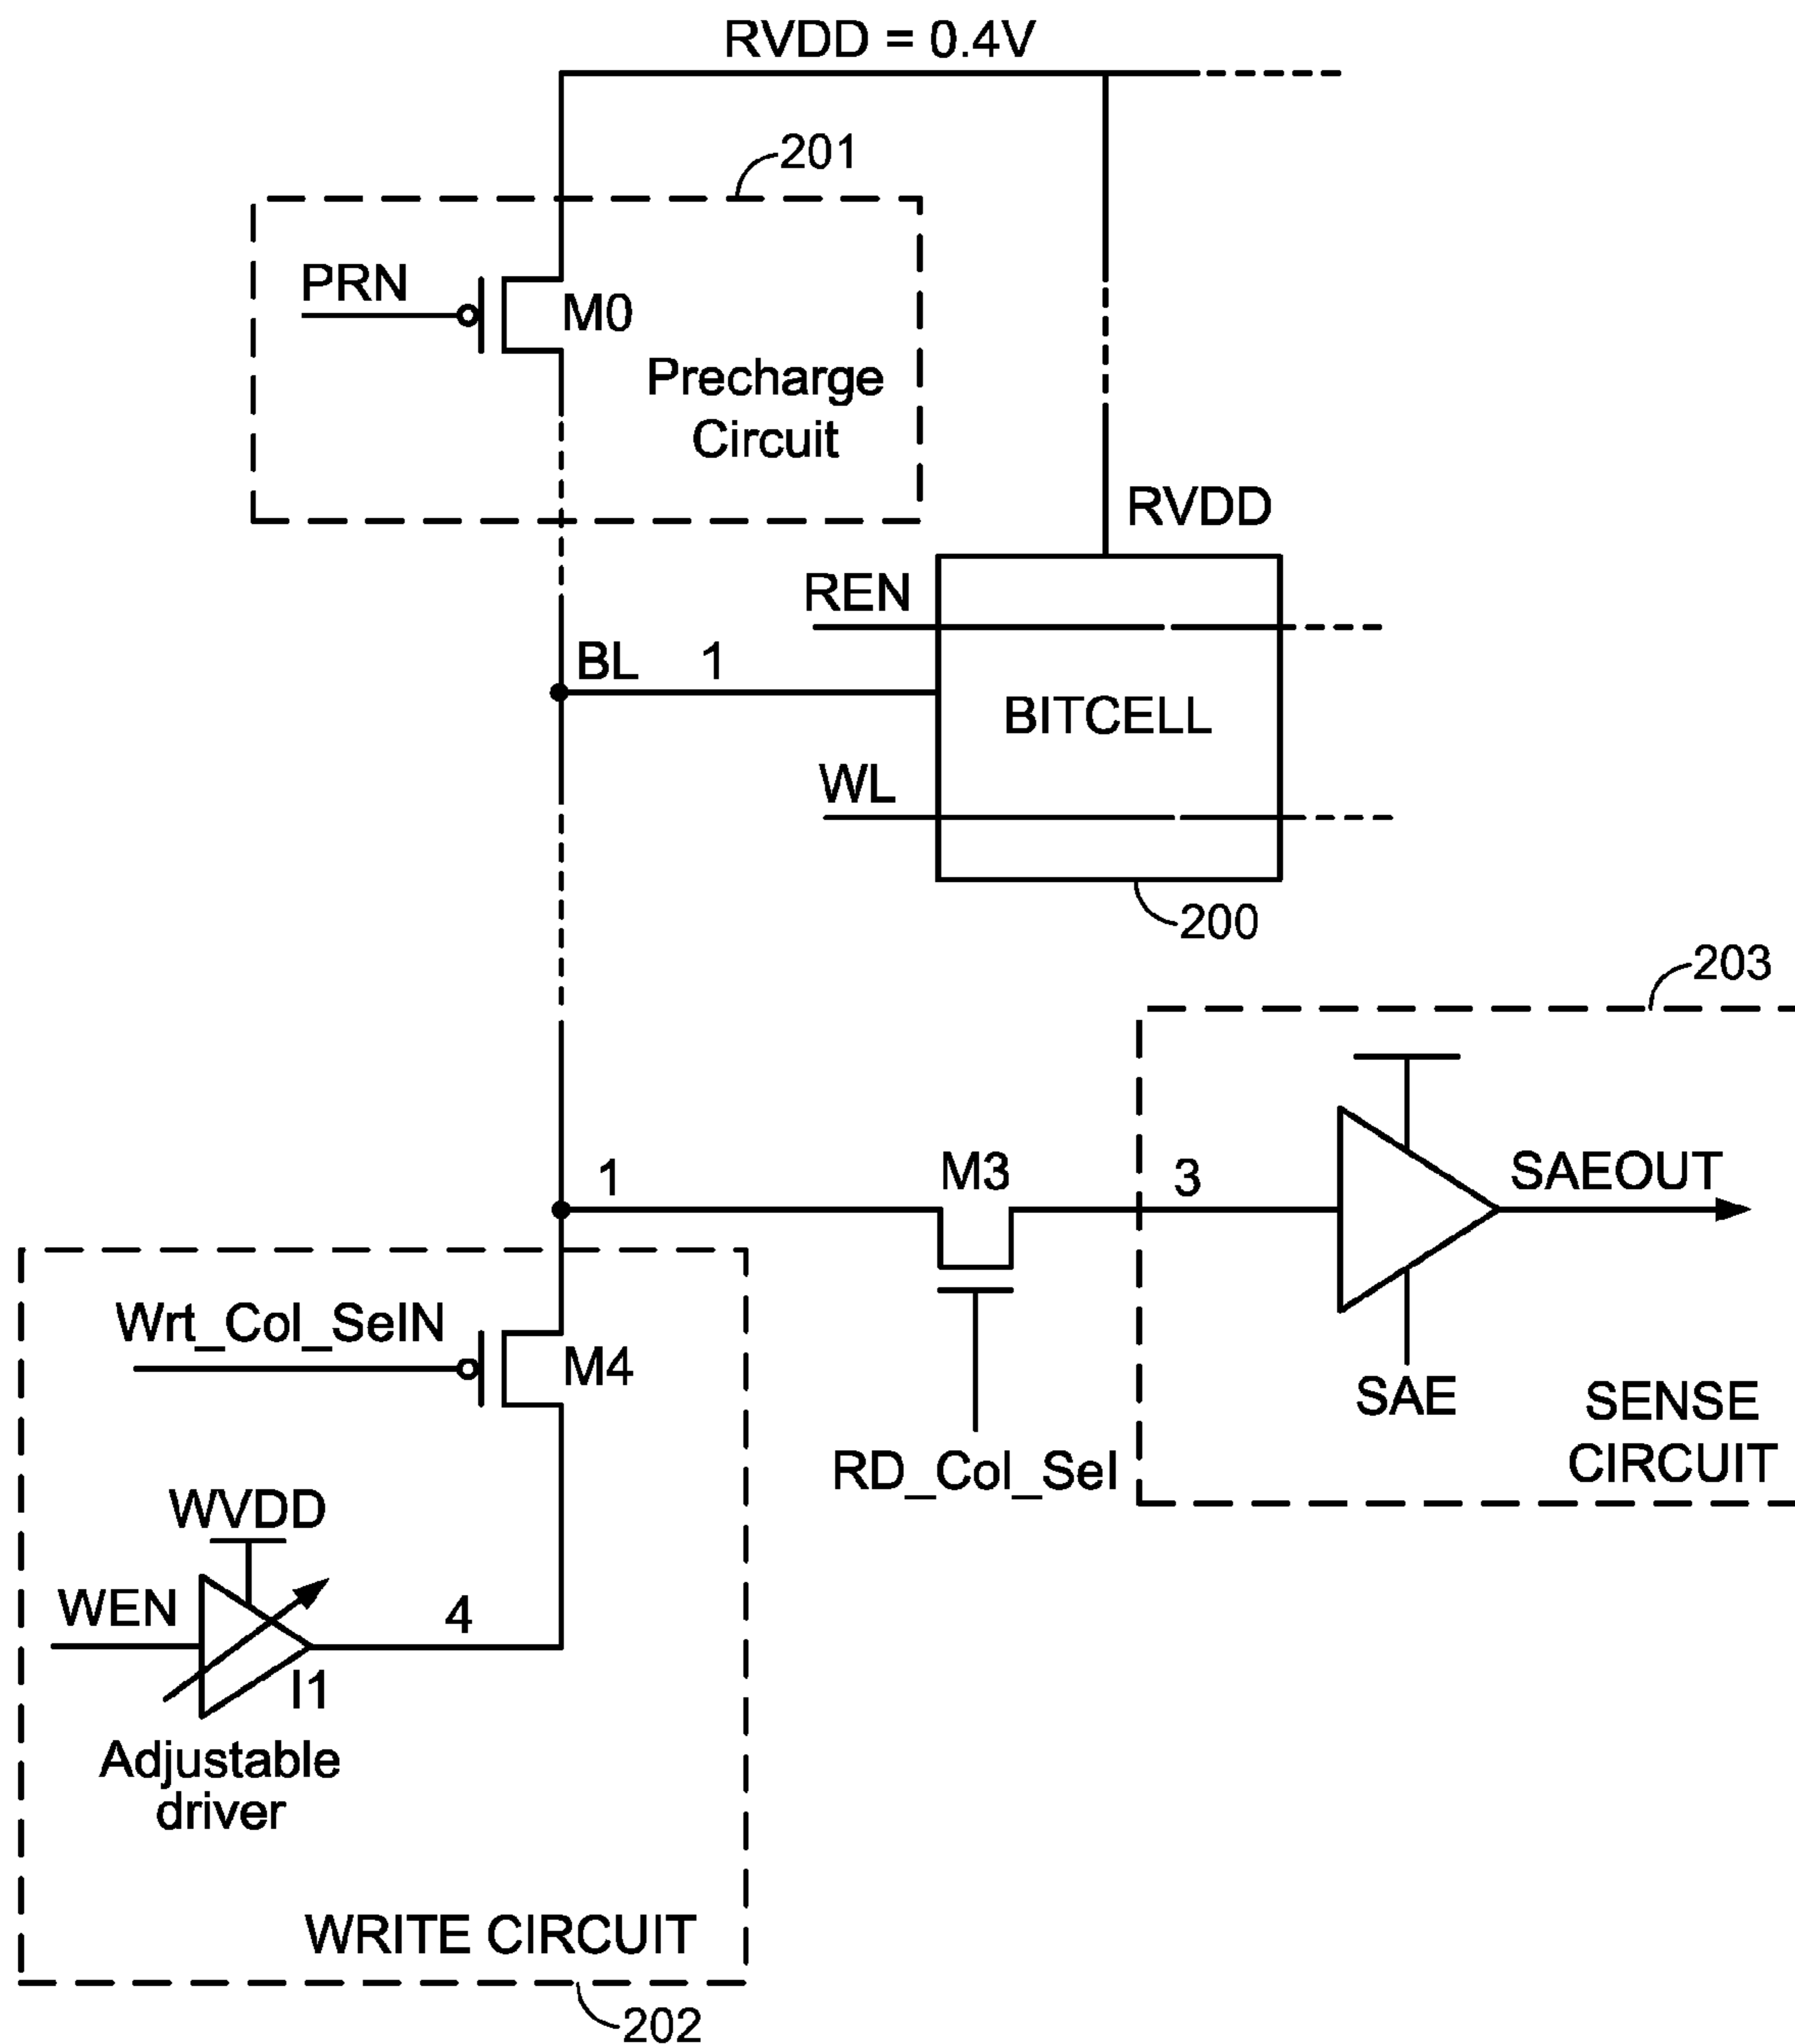 RVDD = 0.4V
201
PRN
M0
Precharge
Circuit
RVDD
REN
BL
1
BITCELL
WL
200
203
1
M3
3
SAEOUT
Wrt_Col_SelN
M4
SAE
SENSE
CIRCUIT
RD_Col_Sel
WVDD
WEN
4
I1
Adjustable
driver
WRITE CIRCUIT
202